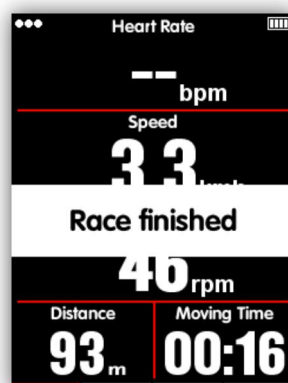 Heart Rate
-- bpm
Speed
3.3
Race finished
46 rpm
Distance Moving Time
93 m 00:16